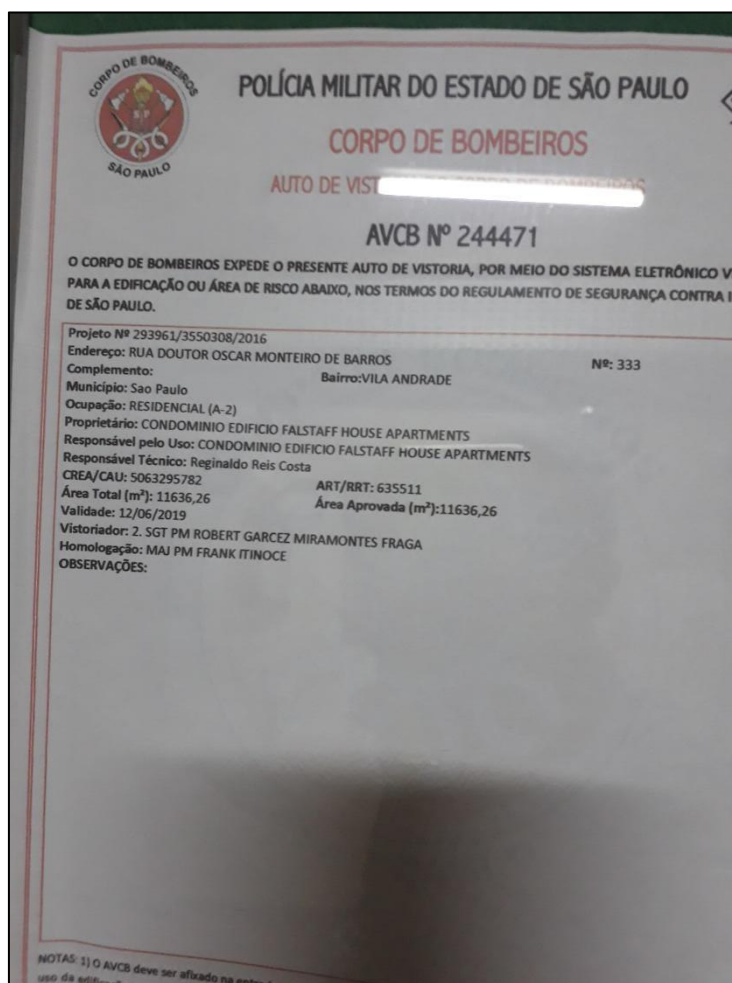 CORPO DE BOMBEIROS
SÃO PAULO
POLÍCIA MILITAR DO ESTADO DE SÃO PAULO
CORPO DE BOMBEIROS
AUTO DE VIST
AVCB Nº 244471
O CORPO DE BOMBEIROS EXPEDE O PRESENTE AUTO DE VISTORIA, POR MEIO DO SISTEMA ELETRÔNICO V
PARA A EDIFICAÇÃO OU ÁREA DE RISCO ABAIXO, NOS TERMOS DO REGULAMENTO DE SEGURANÇA CONTRA I
DE SÃO PAULO.
Projeto Nº 293961/3550308/2016
Endereço: RUA DOUTOR OSCAR MONTEIRO DE BARROS Nº: 333
Complemento: Bairro:VILA ANDRADE
Município: Sao Paulo
Ocupação: RESIDENCIAL (A-2)
Proprietário: CONDOMINIO EDIFICIO FALSTAFF HOUSE APARTMENTS
Responsável pelo Uso: CONDOMINIO EDIFICIO FALSTAFF HOUSE APARTMENTS
Responsável Técnico: Reginaldo Reis Costa
CREA/CAU: 5063295782 ART/RRT: 635511
Área Total (m²): 11636,26 Área Aprovada (m²):11636,26
Validade: 12/06/2019
Vistoriador: 2. SGT PM ROBERT GARCEZ MIRAMONTES FRAGA
Homologação: MAJ PM FRANK ITINOCE
OBSERVAÇÕES:
NOTAS: 1) O AVCB deve ser afixado na
uso da